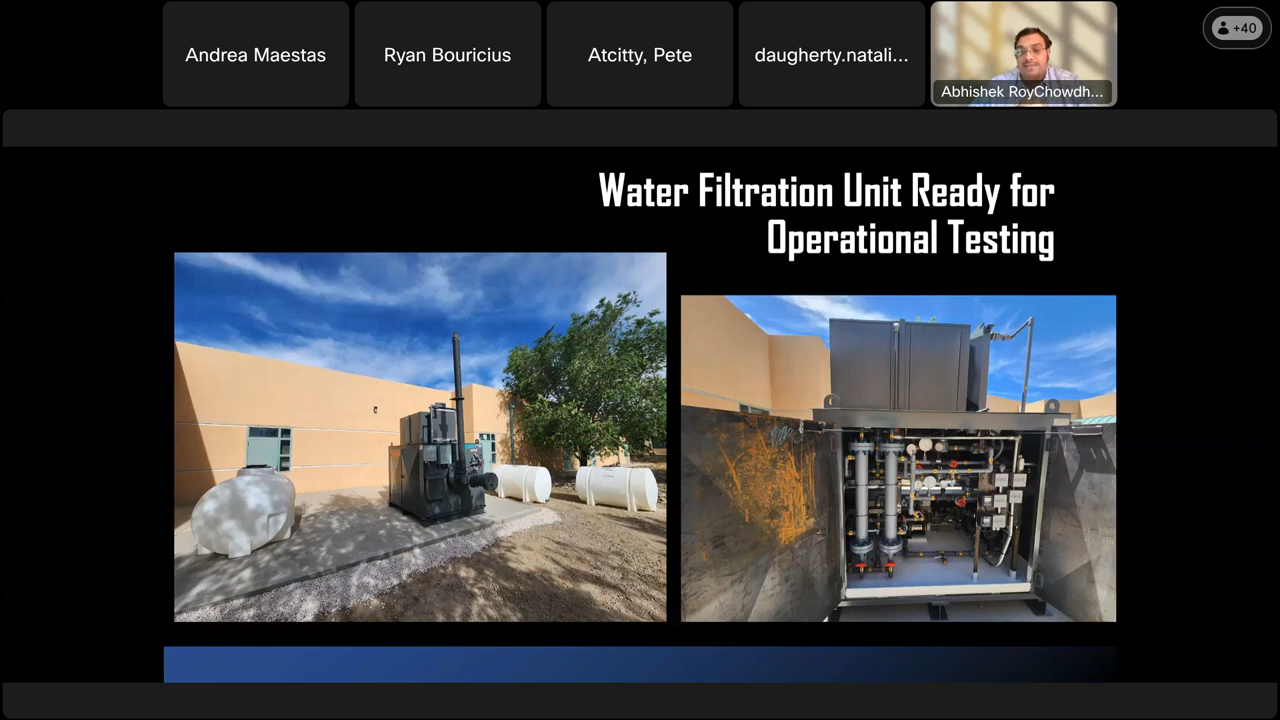 Andrea Maestas
Ryan Bouricius
Atcitty, Pete
daugherty.natali...
Abhishek RoyChowdh...
+40
Water Filtration Unit Ready for
Operational Testing